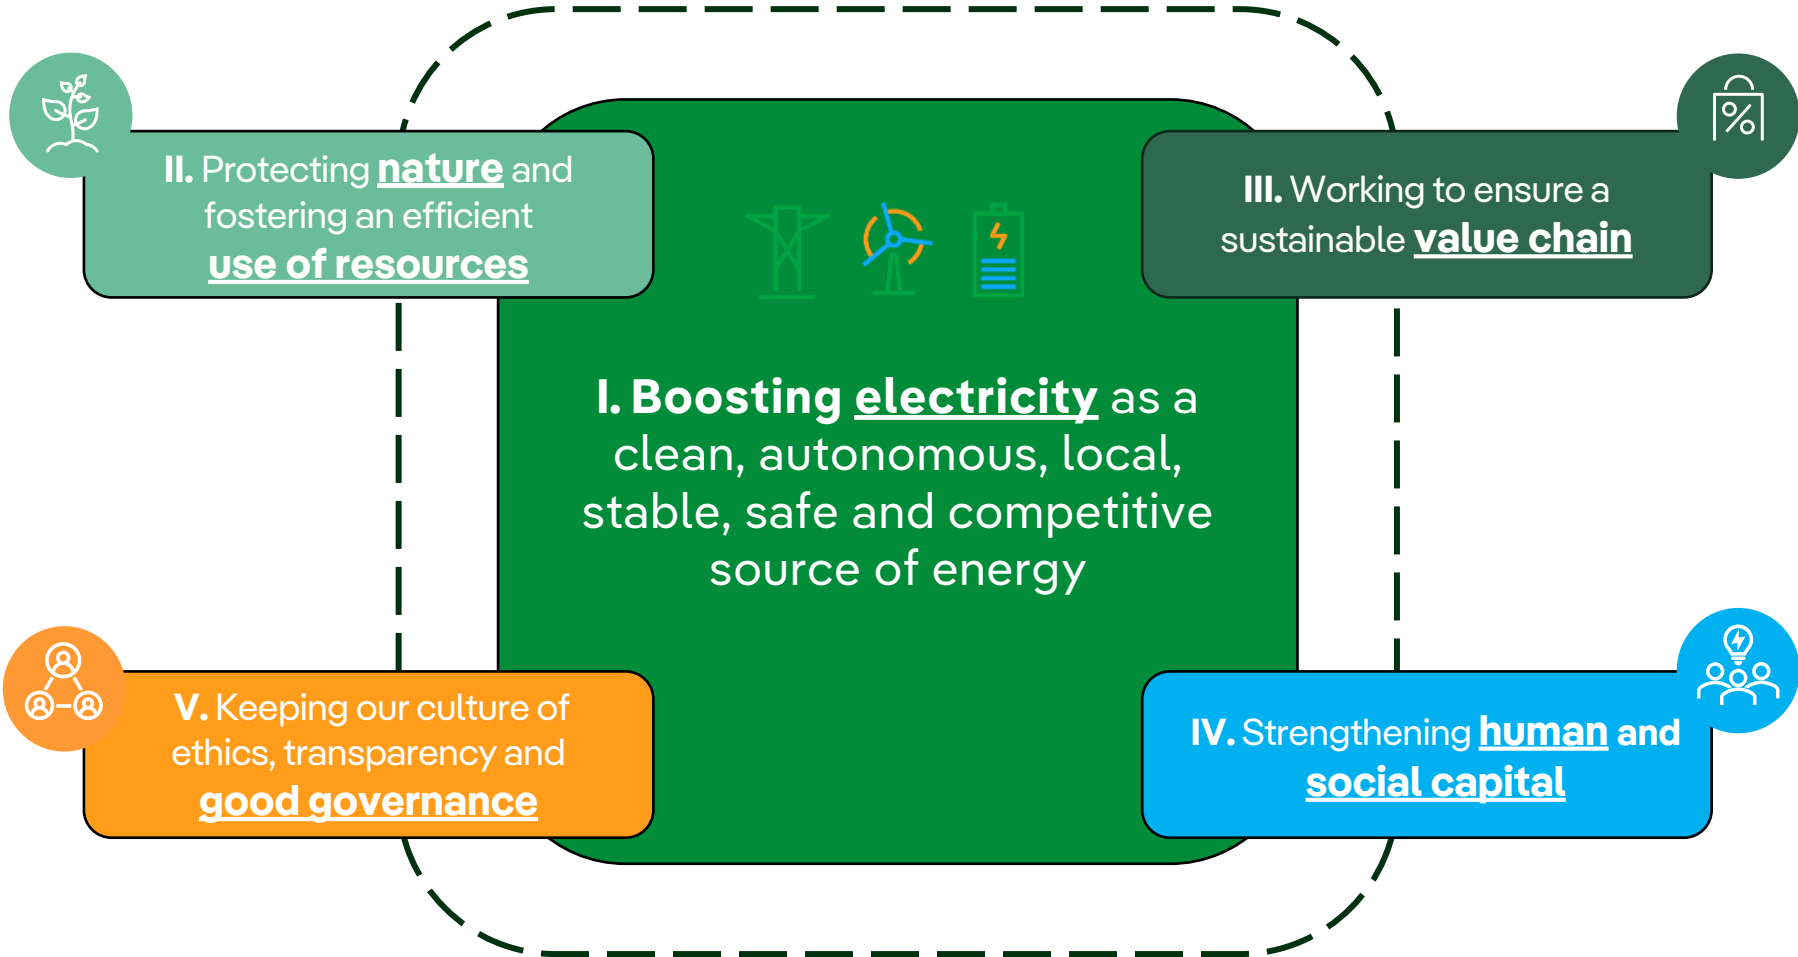 II. Protecting nature and
fostering an efficient
use of resources
III. Working to ensure a
sustainable value chain
%
I. Boosting electricity as a
clean, autonomous, local,
stable, safe and competitive
source of energy
V. Keeping our culture of
ethics, transparency and
good governance
IV. Strengthening human and
social capital